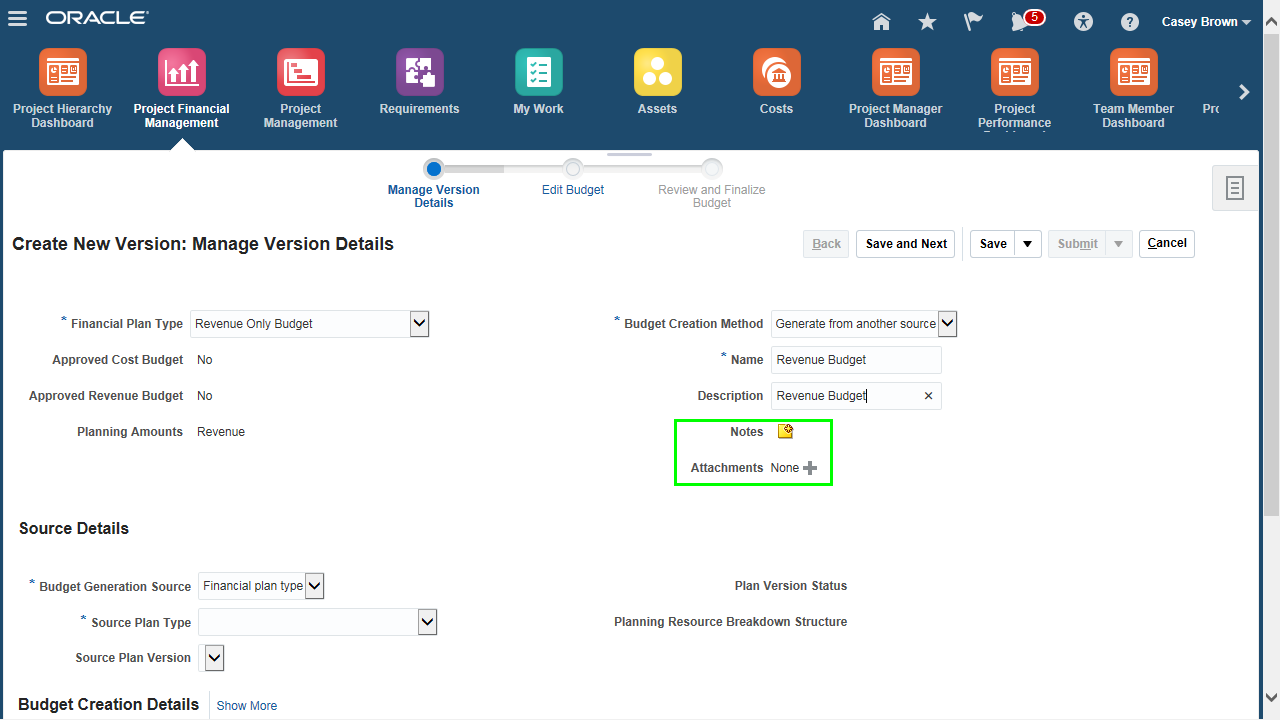 ORACLE®
5
Casey Brown
Project Hierarchy
Dashboard
Project Financial
Management
Project
Management
Requirements
My Work
Assets
Costs
Project Manager
Dashboard
Project
Performance
Team Member
Dashboard
Manage Version
Details
Edit Budget
Review and Finalize
Budget
Create New Version: Manage Version Details
Back
Save and Next
Save
Submit
Cancel
* Financial Plan Type Revenue Only Budget
Approved Cost Budget No
Approved Revenue Budget No
Planning Amounts Revenue
* Budget Creation Method Generate from another source
* Name Revenue Budget
Description Revenue Budget
Notes
Attachments None
Source Details
* Budget Generation Source Financial plan type
* Source Plan Type
Source Plan Version
Plan Version Status
Planning Resource Breakdown Structure
Budget Creation Details Show More